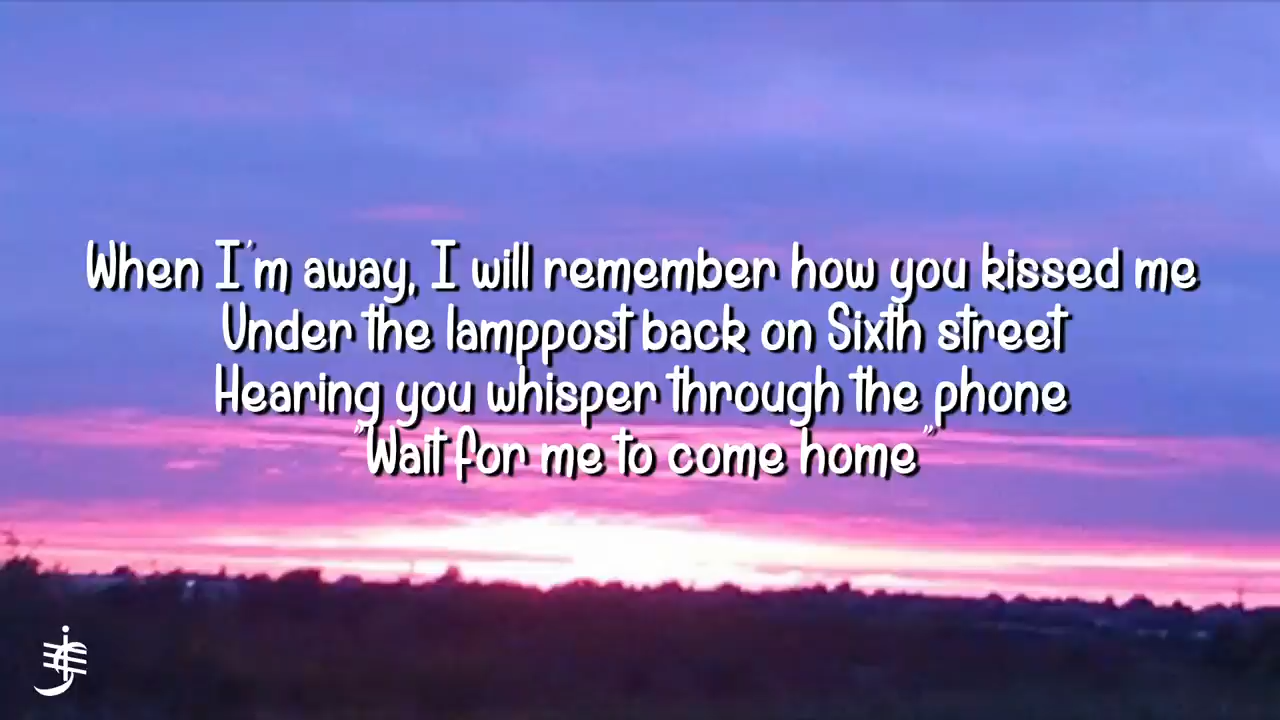 When I'm away, I will remember how you kissed me
Under the lamppost back on Sixth street
Hearing you whisper through the phone
"Wait for me to come home"